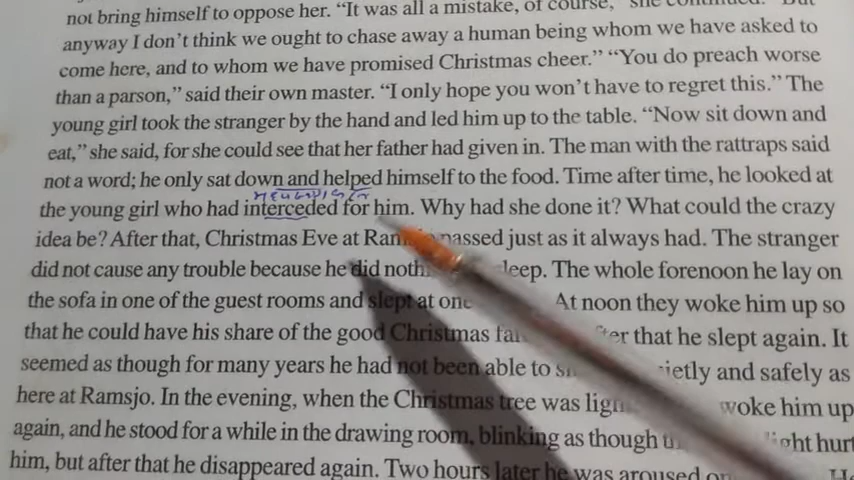 not bring himself to oppose her. "It was all a mistake, of course," she continued. "But
anyway I don't think we ought to chase away a human being whom we have asked to
come here, and to whom we have promised Christmas cheer." "You do preach worse
than a parson," said their own master. "I only hope you won't have to regret this." The
young girl took the stranger by the hand and led him up to the table. "Now sit down and
eat," she said, for she could see that her father had given in. The man with the rattraps said
not a word; he only sat down and helped himself to the food. Time after time, he looked at
the young girl who had interceded for him. Why had she done it? What could the crazy
idea be? After that, Christmas Eve at Ram passed just as it always had. The stranger
did not cause any trouble because he did noth leep. The whole forenoon he lay on
the sofa in one of the guest rooms and slept at one At noon they woke him up so
that he could have his share of the good Christmas fa ter that he slept again. It
seemed as though for many years he had not been able to ietly and safely as
here at Ramsjo. In the evening, when the Christmas tree was ligh woke him up
again, and he stood for a while in the drawing room, blinking as though ght hurt
him, but after that he disappeared again. Two hours later he was aroused